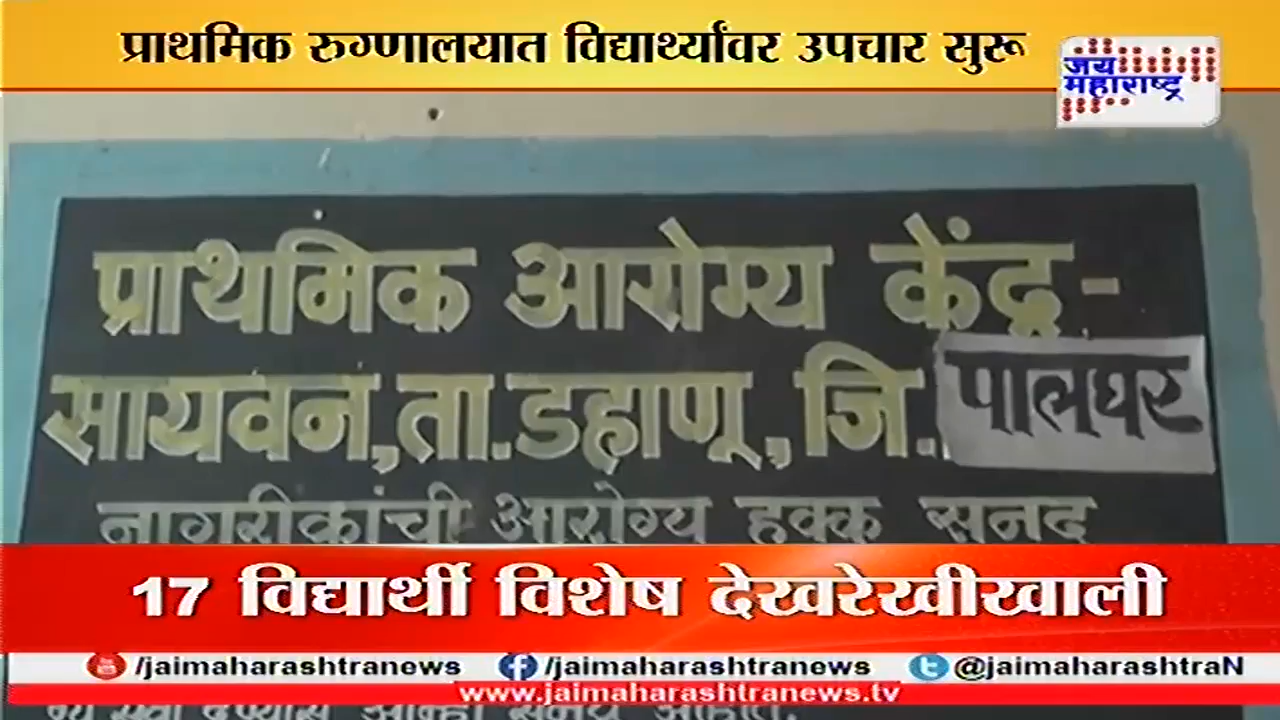 प्राथमिक रुग्णालयात विद्यार्थ्यांवर उपचार सुरू
जय
महाराष्ट्र
प्राथमिक आरोग्य केंद्र-
सायवन,ता.डहाणू,जि. पालघर
नागरीकांची आरोग्य हक्क सनद
17 विद्यार्थी विशेष देखरेखीखाली
/jaimaharashtranews /jaimaharashtranews @jaimaharashtraN
www.jaimaharashtranews.tv